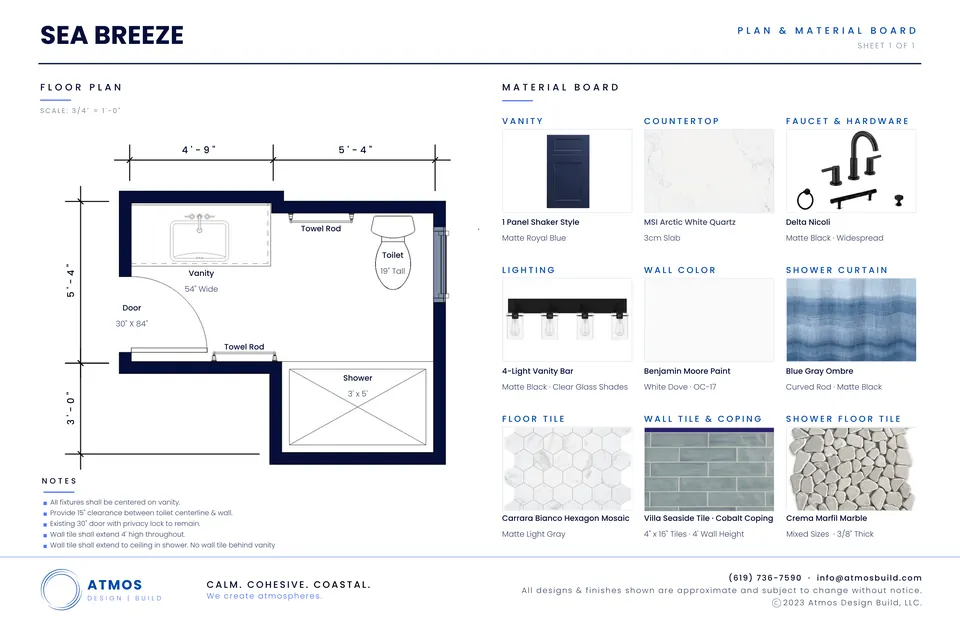 SEA BREEZE
PLAN & MATERIAL BOARD
SHEET 1 OF 1
FLOOR PLAN
SCALE: 3/4" = 1'-0"
4'-9"
5'-4"
5'-4"
3'-0"
Towel Rod
Toilet
19" Tall
Vanity
54" Wide
Door
30" X 84"
Towel Rod
Shower
3' x 5'
NOTES
All fixtures shall be centered on vanity.
Provide 15" clearance between toilet centerline & wall.
Existing 30" door with privacy lock to remain.
Wall tile shall extend 4' high throughout.
Wall tile shall extend to ceiling in shower. No wall tile behind vanity
MATERIAL BOARD
VANITY
1 Panel Shaker Style
Matte Royal Blue
COUNTERTOP
MSI Arctic White Quartz
3cm Slab
FAUCET & HARDWARE
Delta Nicoli
Matte Black · Widespread
LIGHTING
4-Light Vanity Bar
Matte Black · Clear Glass Shades
WALL COLOR
Benjamin Moore Paint
White Dove · OC-17
SHOWER CURTAIN
Blue Gray Ombre
Curved Rod · Matte Black
FLOOR TILE
Carrara Bianco Hexagon Mosaic
Matte Light Gray
WALL TILE & COPING
Villa Seaside Tile · Cobalt Coping
4" x 16" Tiles · 4' Wall Height
SHOWER FLOOR TILE
Crema Marfil Marble
Mixed Sizes · 3/8" Thick
ATMOS
DESIGN | BUILD
CALM. COHESIVE. COASTAL.
We create atmospheres.
(619) 736-7590 · info@atmosbuild.com
All designs & finishes shown are approximate and subject to change without notice.
©2023 Atmos Design Build, LLC.